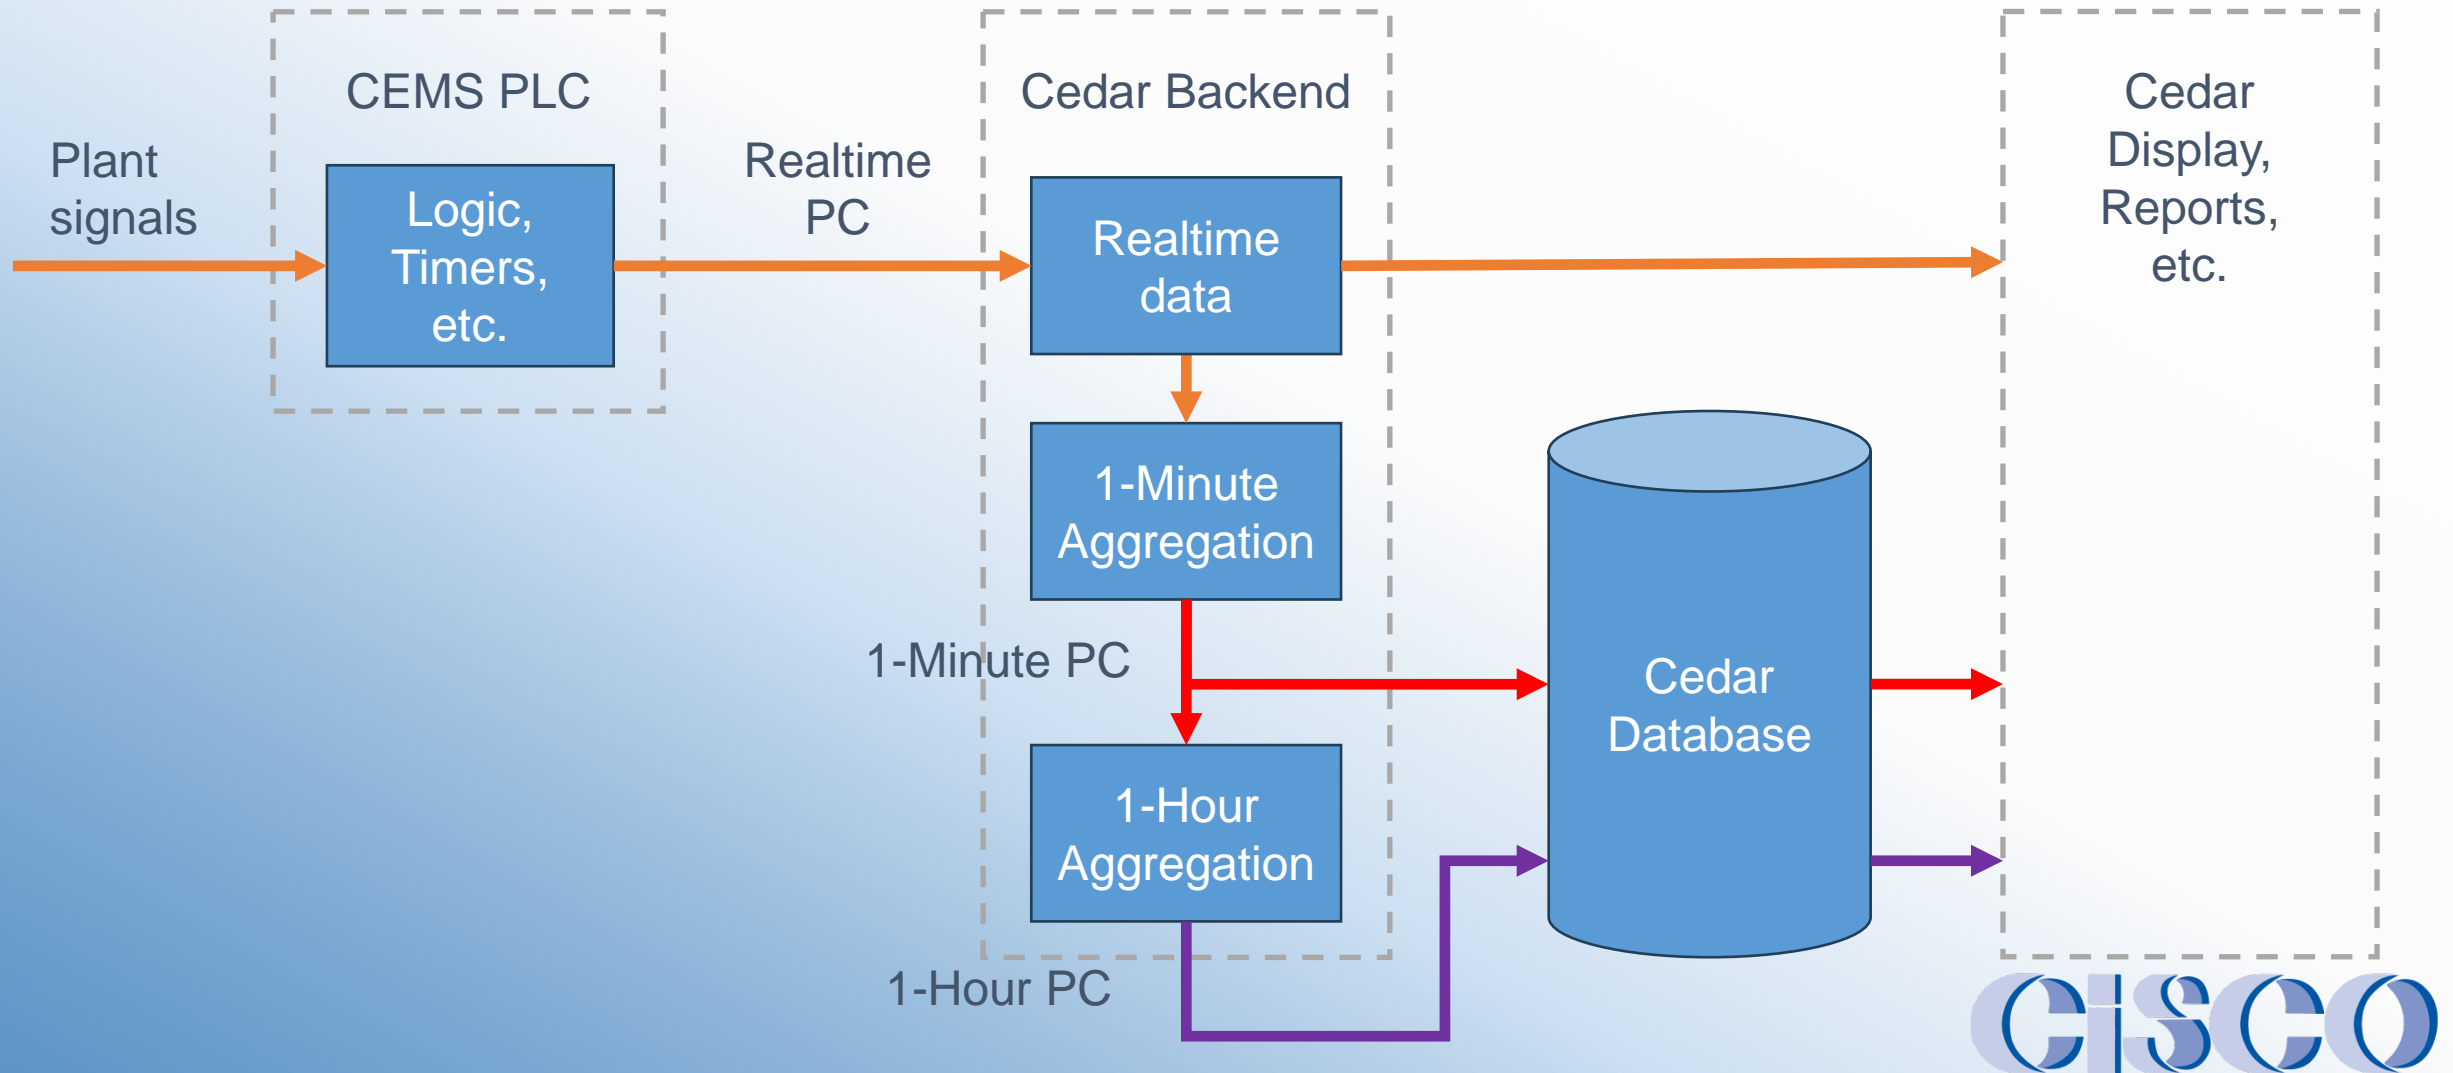 CEMS PLC
Cedar Backend
Cedar
Display,
Reports,
etc.
Plant
signals
Realtime
PC
Logic,
Timers,
etc.
Realtime
data
1-Minute
Aggregation
1-Minute PC
Cedar
Database
1-Hour
Aggregation
1-Hour PC
CiSCO